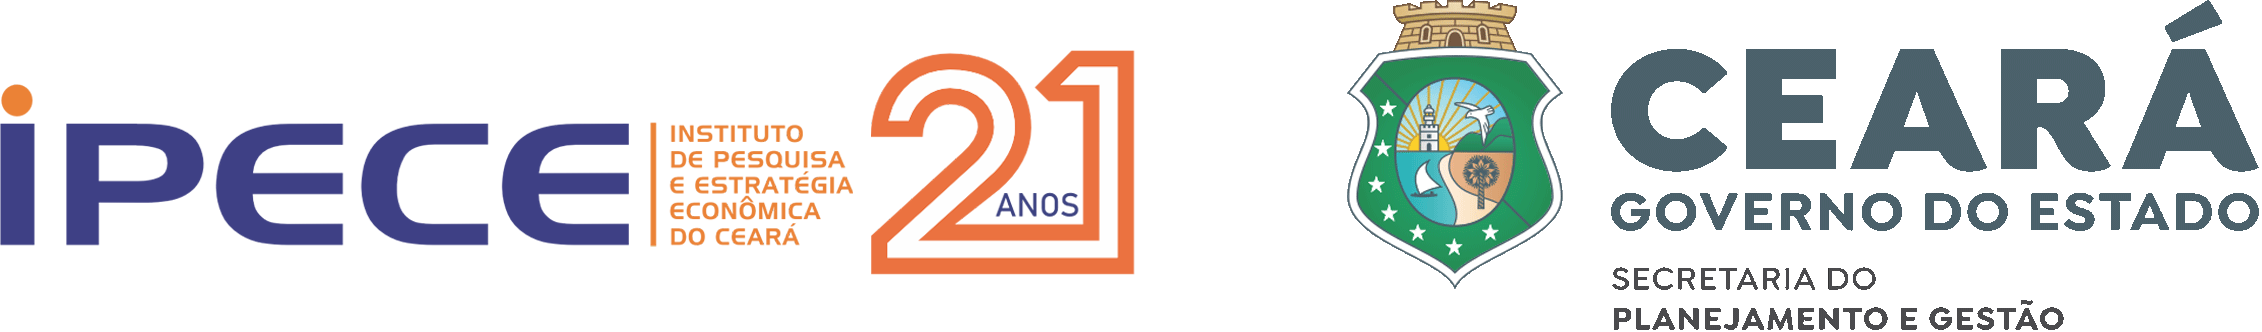 iPECE
INSTITUTO
DE PESQUISA
E ESTRATÉGIA
ECONÔMICA
DO CEARÁ
21
ANOS
CEARÁ
GOVERNO DO ESTADO
SECRETARIA DO
PLANEJAMENTO E GESTÃO